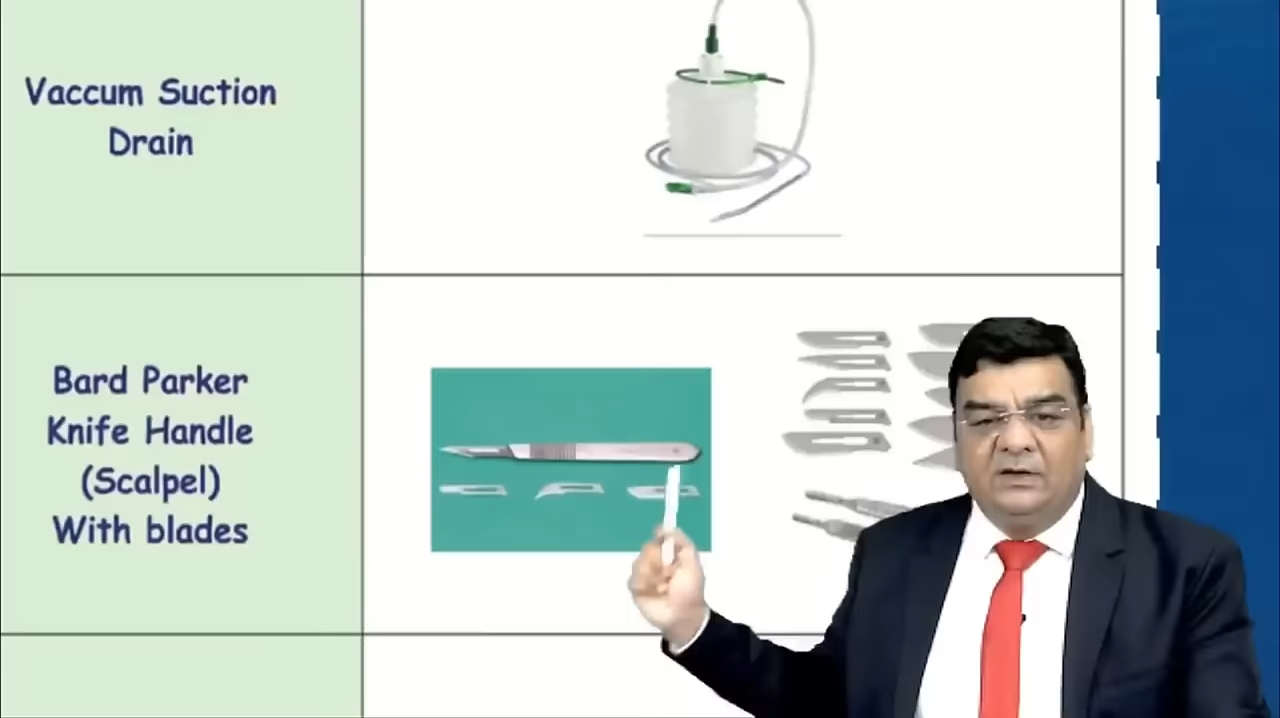 Vaccum Suction
Drain
Bard Parker
Knife Handle
(Scalpel)
With blades